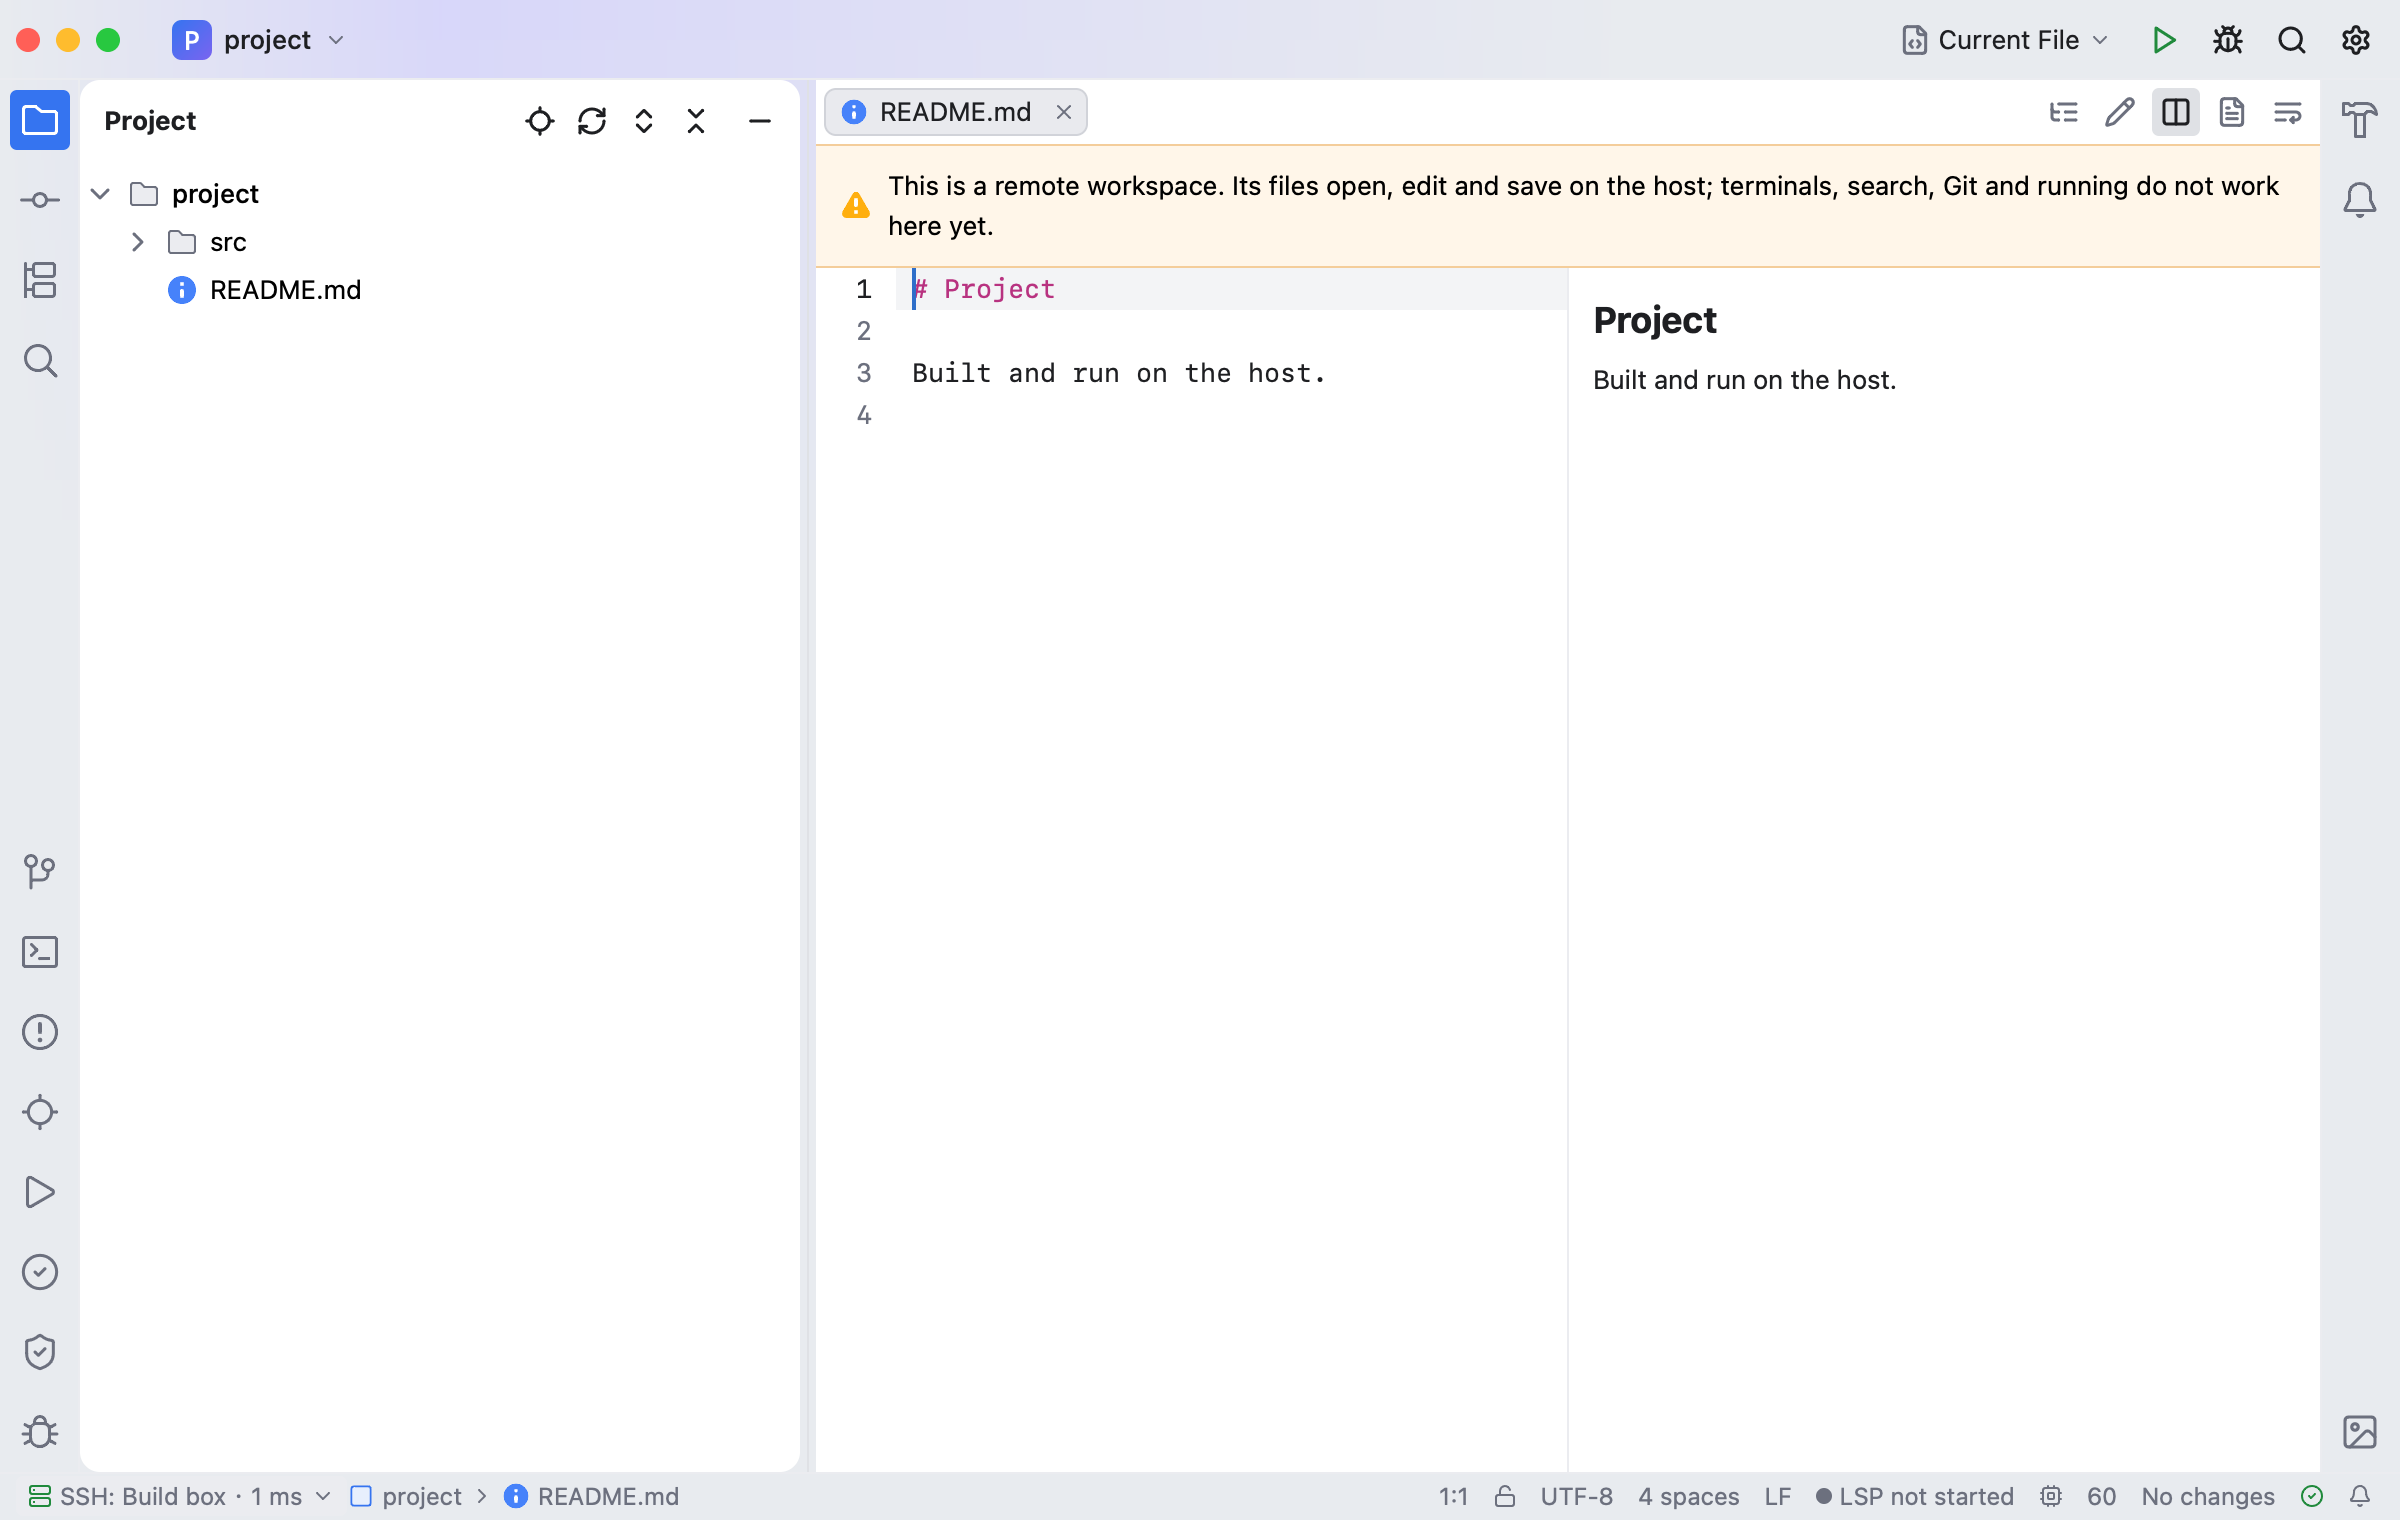 P project
Current File
Project
project
src
README.md
README.md
This is a remote workspace. Its files open, edit and save on the host; terminals, search, Git and running do not work
here yet.
1 # Project
2
3 Built and run on the host.
4
Project
Built and run on the host.
SSH: Build box · 1 ms
project
README.md
1:1
UTF-8
4 spaces
LF
LSP not started
60
No changes